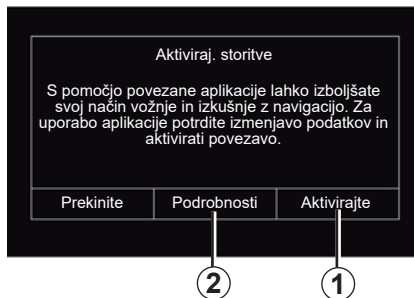 Aktiviraj. storitve
S pomočjo povezane aplikacije lahko izboljšate
svoj način vožnje in izkušnje z navigacijo. Za
uporabo aplikacije potrdite izmenjavo podatkov in
aktivirati povezavo.
Prekinite Podrobnosti Aktivirajte
2 1